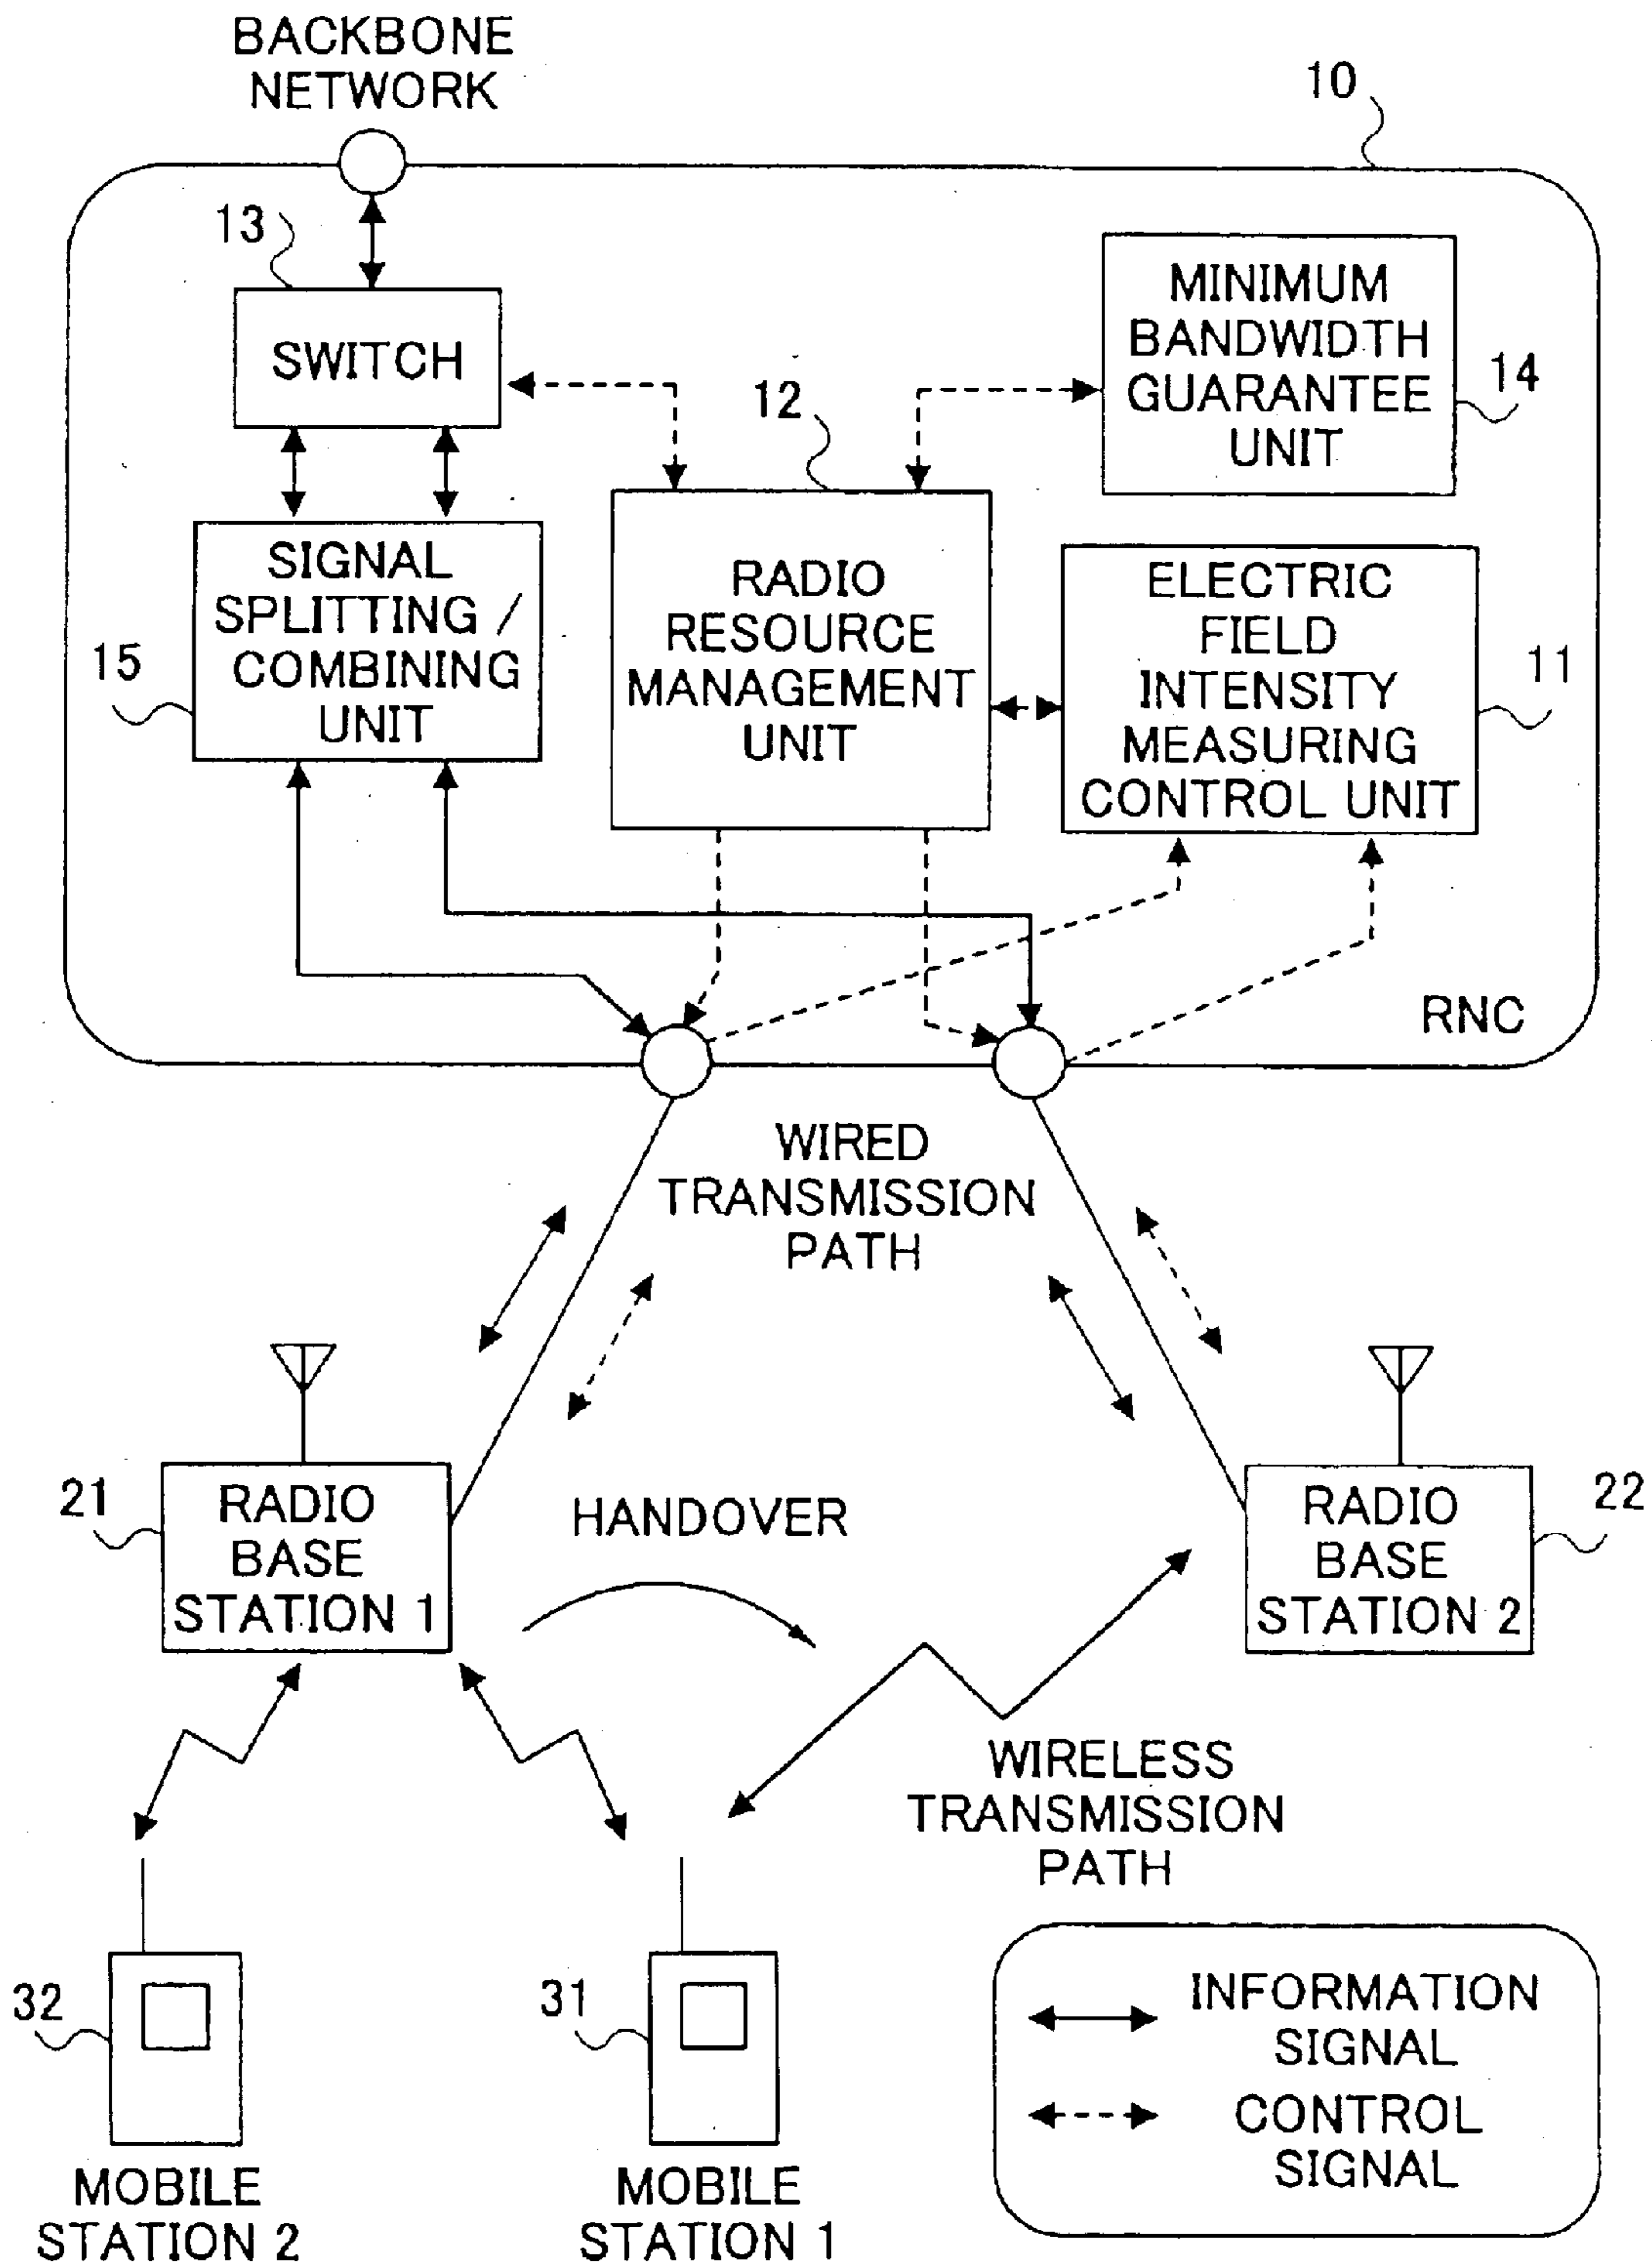 BACKBONE
NETWORK
10
13
SWITCH
MINIMUM
BANDWIDTH
GUARANTEE
UNIT
14
12
SIGNAL
SPLITTING /
COMBINING
UNIT
15
RADIO
RESOURCE
MANAGEMENT
UNIT
ELECTRIC
FIELD
INTENSITY
MEASURING
CONTROL UNIT
11
RNC
WIRED
TRANSMISSION
PATH
21
RADIO
BASE
STATION 1
HANDOVER
RADIO
BASE
STATION 2
22
WIRELESS
TRANSMISSION
PATH
32
MOBILE
STATION 2
31
MOBILE
STATION 1
INFORMATION
SIGNAL
CONTROL
SIGNAL